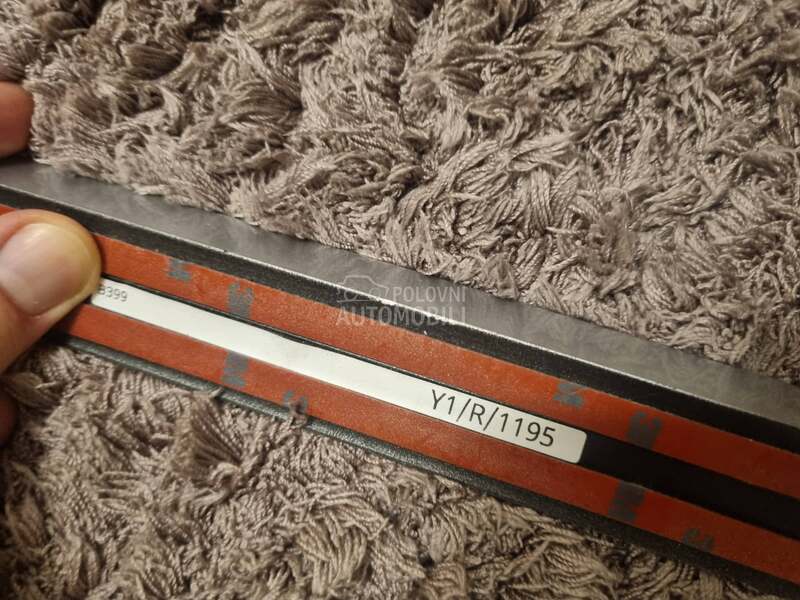 POLOVNI
AUTOMOBILI
B399
Y1/R/1195